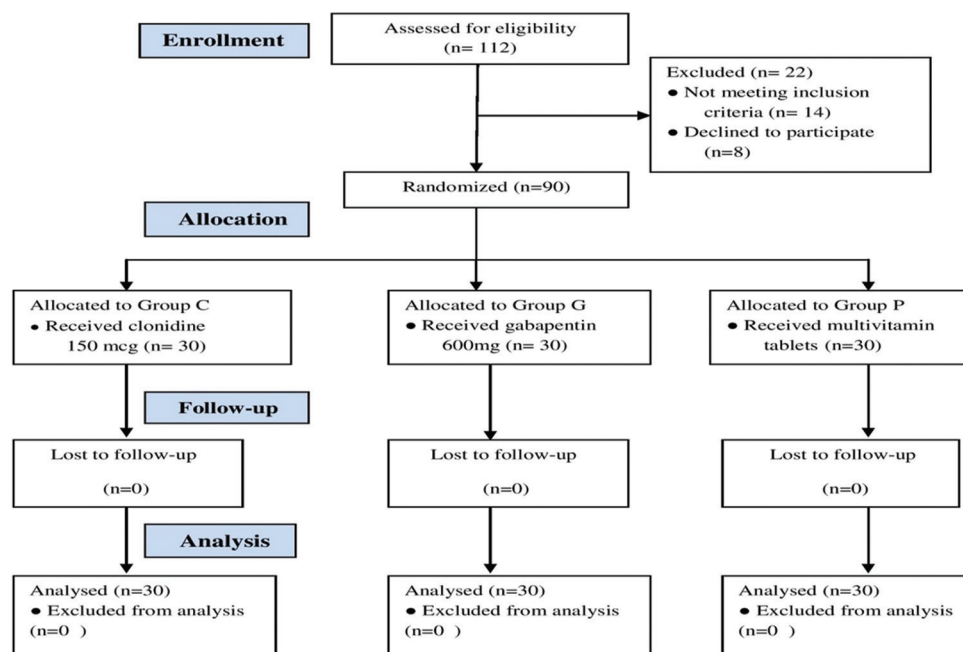 Enrollment
Assessed for eligibility
(n= 112)
Excluded (n= 22)
● Not meeting inclusion
criteria (n= 14)
● Declined to participate
(n=8)
Randomized (n=90)
Allocation
Allocated to Group C
● Received clonidine
150 mcg (n= 30)
Allocated to Group G
● Received gabapentin
600mg (n= 30)
Allocated to Group P
● Received multivitamin
tablets (n=30)
Follow-up
Lost to follow-up
(n=0)
Lost to follow-up
(n=0)
Lost to follow-up
(n=0)
Analysis
Analysed (n=30)
● Excluded from analysis
(n=0 )
Analysed (n=30)
● Excluded from analysis
(n=0 )
Analysed (n=30)
● Excluded from analysis
(n=0 )